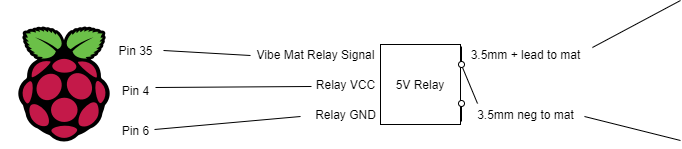 Pin 35
Vibe Mat Relay Signal
3.5mm + lead to mat
Pin 4
Relay VCC
5V Relay
Pin 6
Relay GND
3.5mm neg to mat